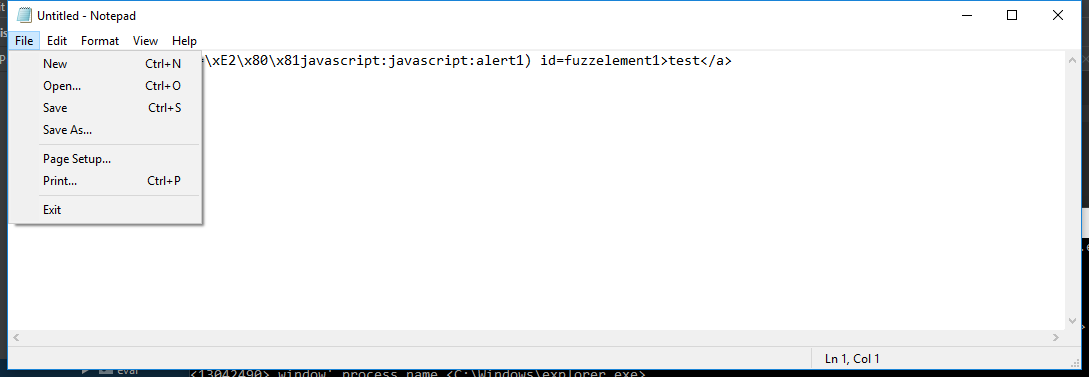 Untitled - Notepad
File Edit Format View Help
=\xE2\x80\x81javascript:javascript:alert1) id=fuzzelement1>test</a>
New Ctrl+N
Open... Ctrl+O
Save Ctrl+S
Save As...
Page Setup...
Print... Ctrl+P
Exit
Ln 1, Col 1
eval
<13042490> window' process name <C:\Windows\explorer.exe>